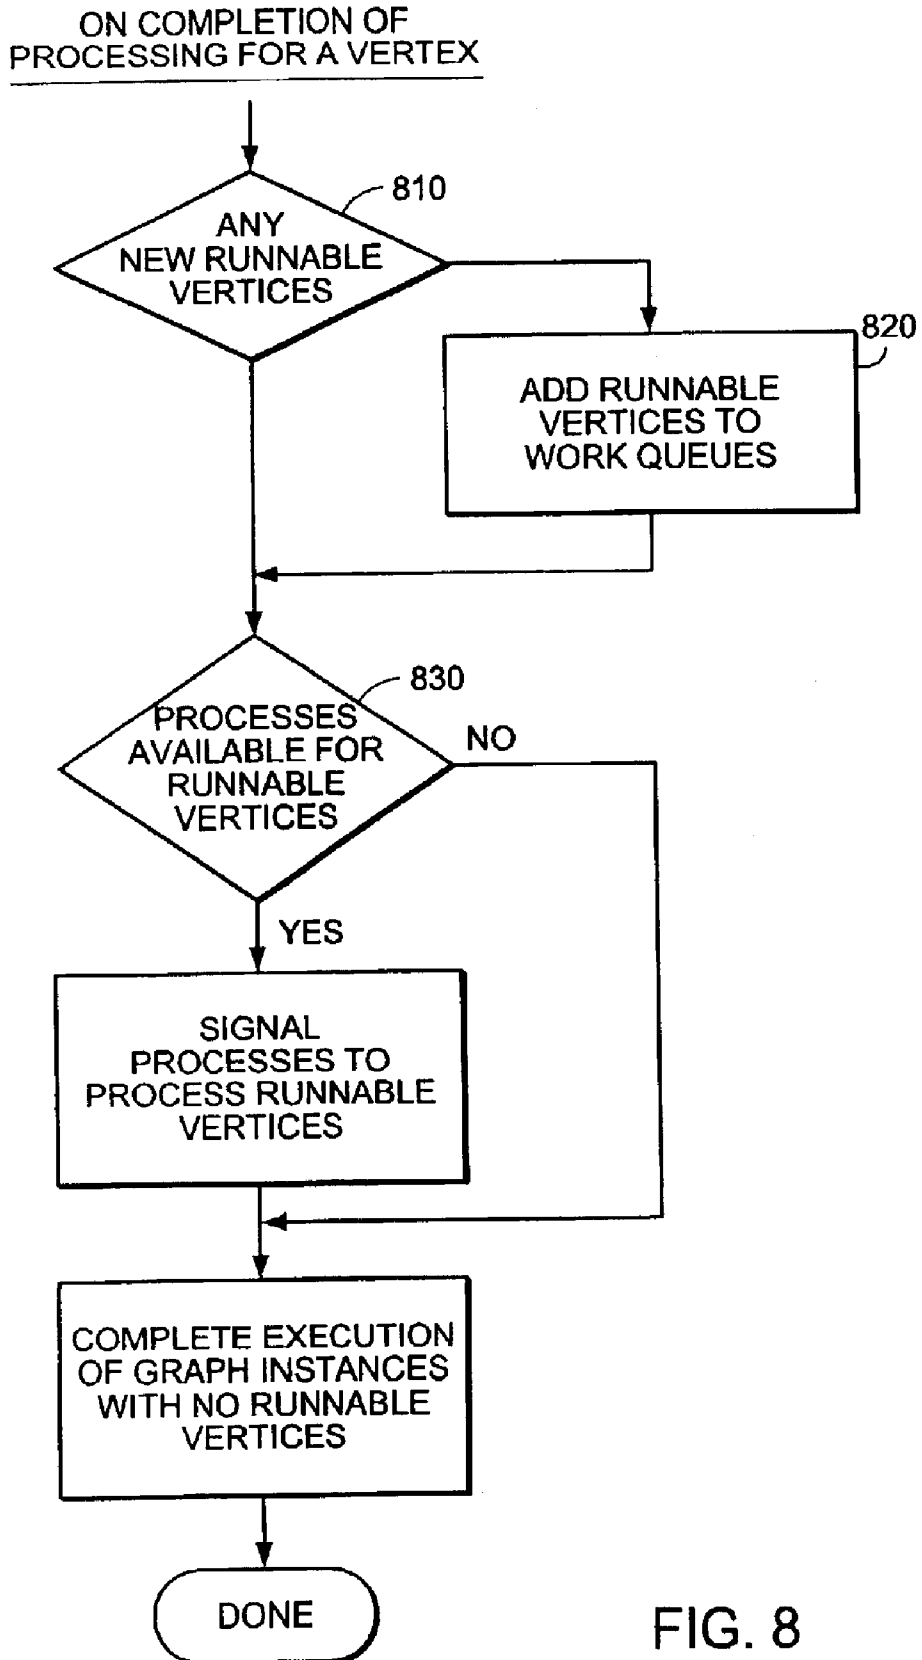 ON COMPLETION OF
PROCESSING FOR A VERTEX
810
ANY
NEW RUNNABLE
VERTICES
820
ADD RUNNABLE
VERTICES TO
WORK QUEUES
830
PROCESSES
AVAILABLE FOR
RUNNABLE
VERTICES
NO
YES
SIGNAL
PROCESSES TO
PROCESS RUNNABLE
VERTICES
COMPLETE EXECUTION
OF GRAPH INSTANCES
WITH NO RUNNABLE
VERTICES
DONE
FIG. 8